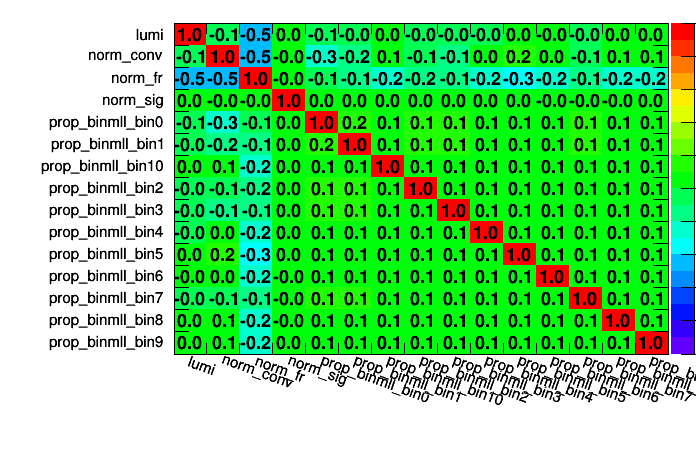 lumi 1.0 -0.1 -0.5 0.0 -0.1 -0.0 0.0 -0.0 -0.0 -0.0 0.0 -0.0 -0.0 0.0 0.0
norm_conv -0.1 1.0 -0.5 -0.0 -0.3 -0.2 0.1 -0.1 -0.1 0.0 0.2 0.0 -0.1 0.1 0.1
norm_fr -0.5 -0.5 1.0 -0.0 -0.1 -0.1 -0.2 -0.2 -0.1 -0.2 -0.3 -0.2 -0.1 -0.2 -0.2
norm_sig 0.0 -0.0 -0.0 1.0 0.0 0.0 0.0 0.0 0.0 0.0 0.0 -0.0 -0.0 -0.0 0.0
prop_binmll_bin0 -0.1 -0.3 -0.1 0.0 1.0 0.2 0.1 0.1 0.1 0.1 0.1 0.1 0.1 0.1 0.1
prop_binmll_bin1 -0.0 -0.2 -0.1 0.0 0.2 1.0 0.1 0.1 0.1 0.1 0.1 0.1 0.1 0.1 0.1
prop_binmll_bin10 0.0 0.1 -0.2 0.0 0.1 0.1 1.0 0.1 0.1 0.1 0.1 0.1 0.1 0.1 0.1
prop_binmll_bin2 -0.0 -0.1 -0.2 0.0 0.1 0.1 0.1 1.0 0.1 0.1 0.1 0.1 0.1 0.1 0.1
prop_binmll_bin3 -0.0 -0.1 -0.1 0.0 0.1 0.1 0.1 0.1 1.0 0.1 0.1 0.1 0.1 0.1 0.1
prop_binmll_bin4 -0.0 0.0 -0.2 0.0 0.1 0.1 0.1 0.1 0.1 1.0 0.1 0.1 0.1 0.1 0.1
prop_binmll_bin5 0.0 0.2 -0.3 0.0 0.1 0.1 0.1 0.1 0.1 0.1 1.0 0.1 0.1 0.1 0.1
prop_binmll_bin6 -0.0 0.0 -0.2 -0.0 0.1 0.1 0.1 0.1 0.1 0.1 0.1 1.0 0.1 0.1 0.1
prop_binmll_bin7 -0.0 -0.1 -0.1 -0.0 0.1 0.1 0.1 0.1 0.1 0.1 0.1 0.1 1.0 0.1 0.1
prop_binmll_bin8 0.0 0.1 -0.2 -0.0 0.1 0.1 0.1 0.1 0.1 0.1 0.1 0.1 0.1 1.0 0.1
prop_binmll_bin9 0.0 0.1 -0.2 0.0 0.1 0.1 0.1 0.1 0.1 0.1 0.1 0.1 0.1 0.1 1.0
lumi norm_conv norm_fr norm_sig prop_binmll_bin0 prop_binmll_bin1 prop_binmll_bin10 prop_binmll_bin2 prop_binmll_bin3 prop_binmll_bin4 prop_binmll_bin5 prop_binmll_bin6 prop_binmll_bin7